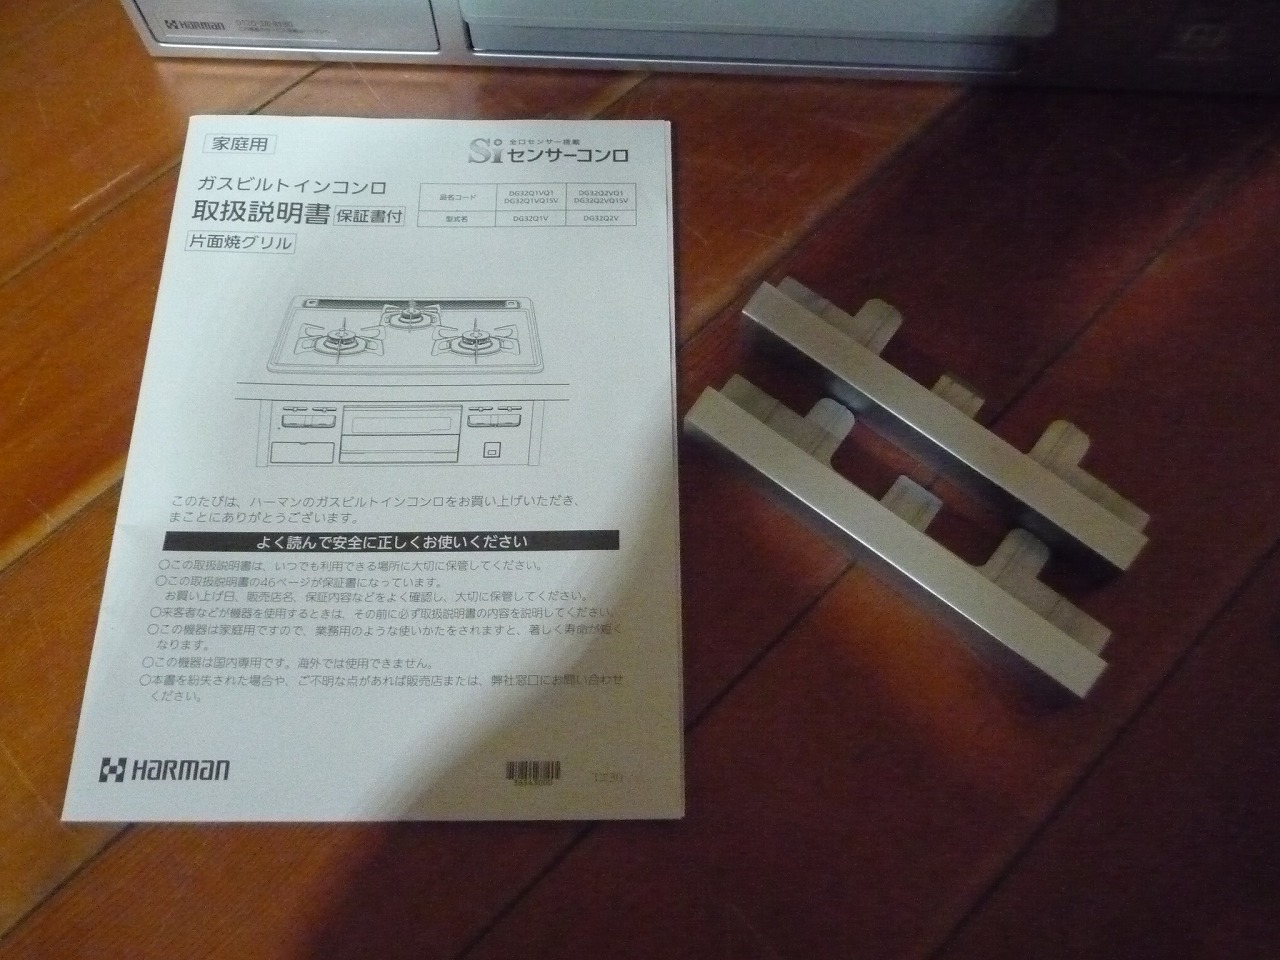 HARMAN
家庭用
Si 全口センサー搭載
センサーコンロ
ガスビルトインコンロ
取扱説明書 保証書付
片面焼グリル
品名コード DG32Q1VQ1 DG32Q1VQ1SV DG32Q2VQ1 DG32Q2VQ1SV
型式名 DG32Q1V DG32Q2V
このたびは、ハーマンのガスビルトインコンロをお買い上げいただき、
まことにありがとうございます。
よく読んで安全に正しくお使いください
○この取扱説明書は、いつでも利用できる場所に大切に保管してください。
○この取扱説明書の46ページが保証書になっています。
お買い上げ日、販売店名、保証内容などをよく確認し、大切に保管してください。
○来客者などが機器を使用するときは、その前に必ず取扱説明書の内容を説明してください。
○この機器は家庭用ですので、業務用のような使いかたをされますと、著しく寿命が短く
なります。
○この機器は国内専用です。海外では使用できません。
○本書を紛失された場合や、ご不明な点があれば販売店または、弊社窓口にお問い合わせ
ください。
HARMAN